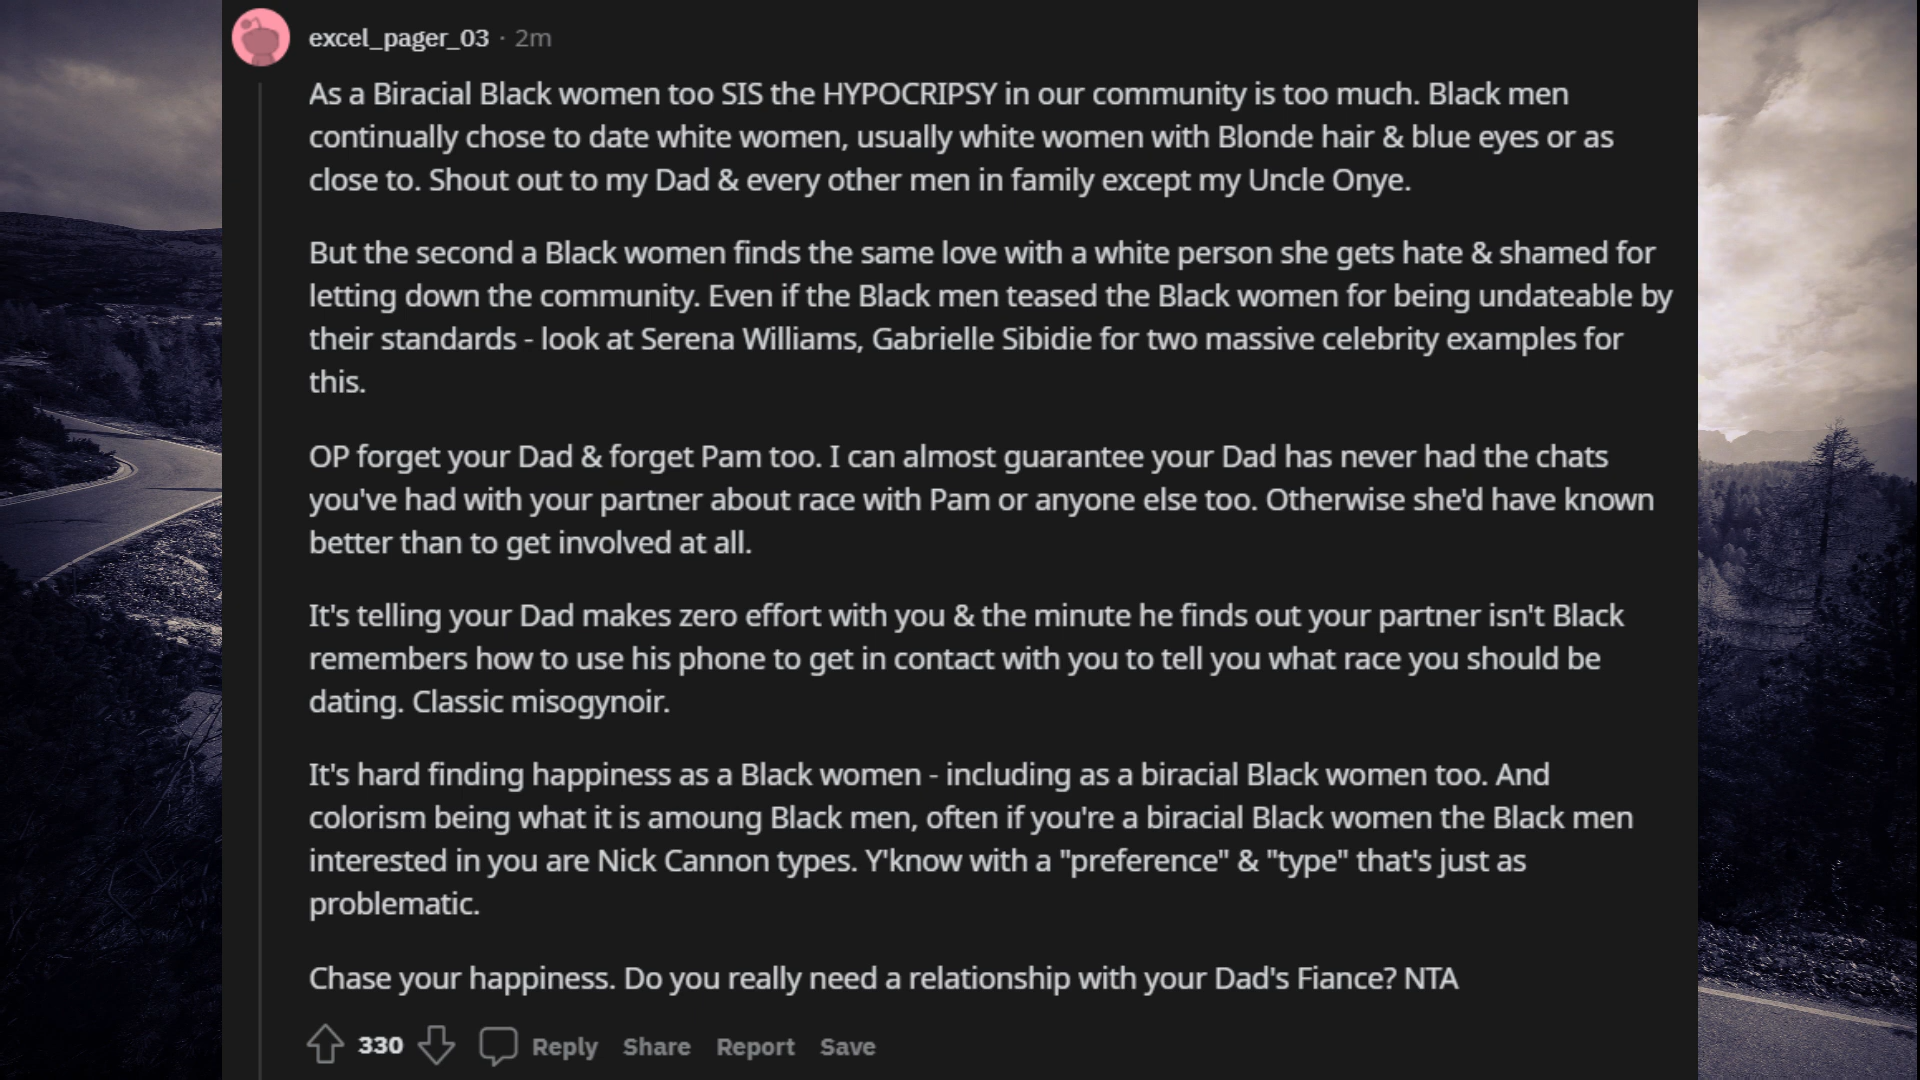 excel_pager_03 · 2m
As a Biracial Black women too SIS the HYPOCRIPSY in our community is too much. Black men
continually chose to date white women, usually white women with Blonde hair & blue eyes or as
close to. Shout out to my Dad & every other men in family except my Uncle Onye.
But the second a Black women finds the same love with a white person she gets hate & shamed for
letting down the community. Even if the Black men teased the Black women for being undateable by
their standards - look at Serena Williams, Gabrielle Sibidie for two massive celebrity examples for
this.
OP forget your Dad & forget Pam too. I can almost guarantee your Dad has never had the chats
you've had with your partner about race with Pam or anyone else too. Otherwise she'd have known
better than to get involved at all.
It's telling your Dad makes zero effort with you & the minute he finds out your partner isn't Black
remembers how to use his phone to get in contact with you to tell you what race you should be
dating. Classic misogynoir.
It's hard finding happiness as a Black women - including as a biracial Black women too. And
colorism being what it is amoung Black men, often if you're a biracial Black women the Black men
interested in you are Nick Cannon types. Y'know with a "preference" & "type" that's just as
problematic.
Chase your happiness. Do you really need a relationship with your Dad's Fiance? NTA
330 Reply Share Report Save